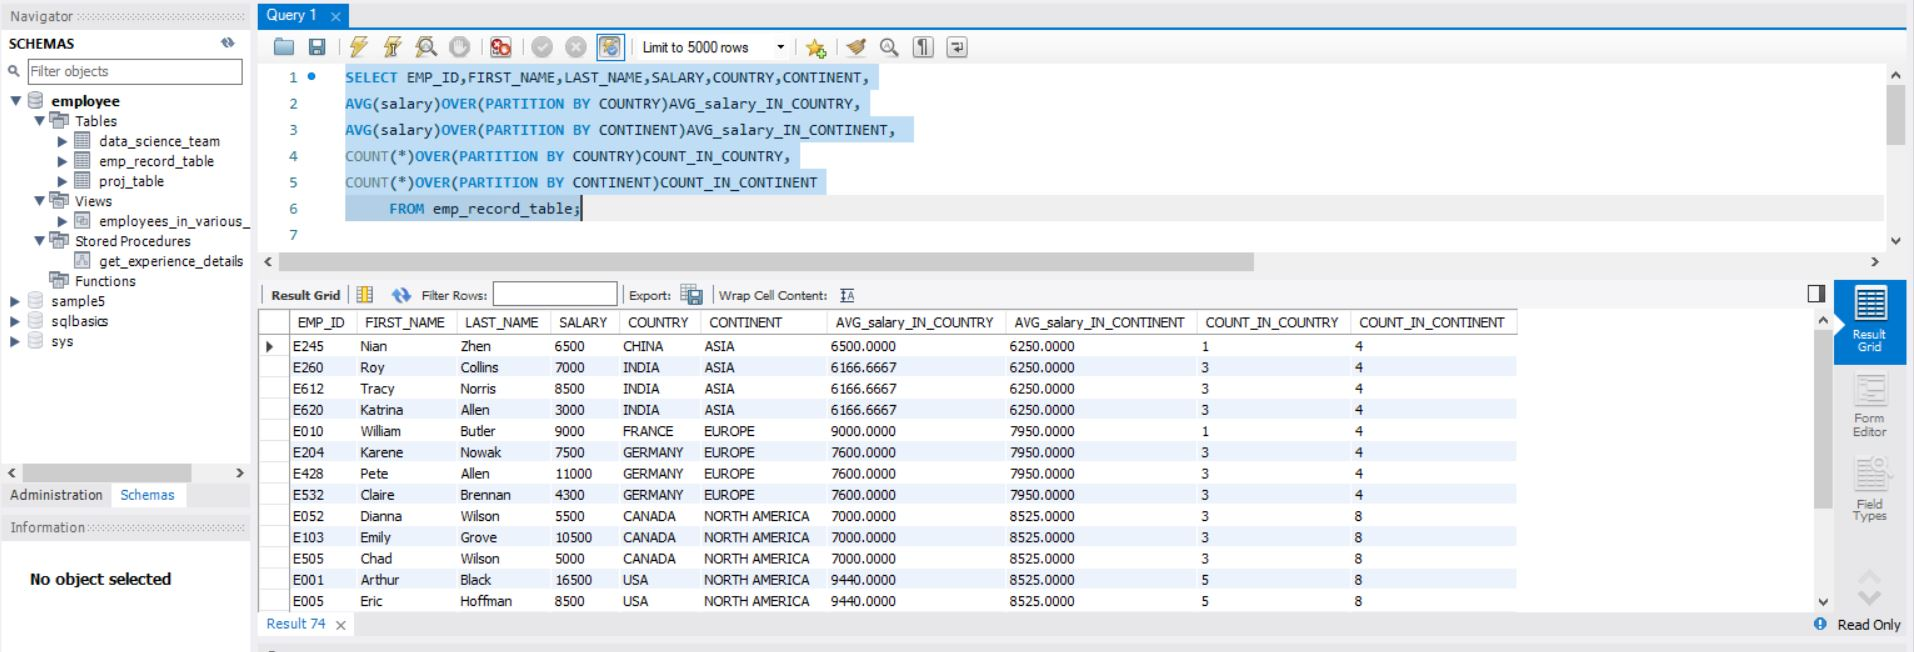 Navigator
SCHEMAS
Filter objects
employee
Tables
data_science_team
emp_record_table
proj_table
Views
employees_in_various_
Stored Procedures
get_experience_details
Functions
sample5
sqlbasics
sys
Administration Schemas
Information
No object selected
Query 1
Limit to 5000 rows
1 SELECT EMP_ID,FIRST_NAME,LAST_NAME,SALARY,COUNTRY,CONTINENT,
2 AVG(salary)OVER(PARTITION BY COUNTRY)AVG_salary_IN_COUNTRY,
3 AVG(salary)OVER(PARTITION BY CONTINENT)AVG_salary_IN_CONTINENT,
4 COUNT(*)OVER(PARTITION BY COUNTRY)COUNT_IN_COUNTRY,
5 COUNT(*)OVER(PARTITION BY CONTINENT)COUNT_IN_CONTINENT
6 FROM emp_record_table;
7
Result Grid Filter Rows: Export: Wrap Cell Content:
EMP_ID FIRST_NAME LAST_NAME SALARY COUNTRY CONTINENT AVG_salary_IN_COUNTRY AVG_salary_IN_CONTINENT COUNT_IN_COUNTRY COUNT_IN_CONTINENT
E245 Nian Zhen 6500 CHINA ASIA 6500.0000 6250.0000 1 4
E260 Roy Collins 7000 INDIA ASIA 6166.6667 6250.0000 3 4
E612 Tracy Norris 8500 INDIA ASIA 6166.6667 6250.0000 3 4
E620 Katrina Allen 3000 INDIA ASIA 6166.6667 6250.0000 3 4
E010 William Butler 9000 FRANCE EUROPE 9000.0000 7950.0000 1 4
E204 Karene Nowak 7500 GERMANY EUROPE 7600.0000 7950.0000 3 4
E428 Pete Allen 11000 GERMANY EUROPE 7600.0000 7950.0000 3 4
E532 Claire Brennan 4300 GERMANY EUROPE 7600.0000 7950.0000 3 4
E052 Dianna Wilson 5500 CANADA NORTH AMERICA 7000.0000 8525.0000 3 8
E103 Emily Grove 10500 CANADA NORTH AMERICA 7000.0000 8525.0000 3 8
E505 Chad Wilson 5000 CANADA NORTH AMERICA 7000.0000 8525.0000 3 8
E001 Arthur Black 16500 USA NORTH AMERICA 9440.0000 8525.0000 5 8
E005 Eric Hoffman 8500 USA NORTH AMERICA 9440.0000 8525.0000 5 8
Result
Grid
Form
Editor
Field
Types
Result 74
Read Only